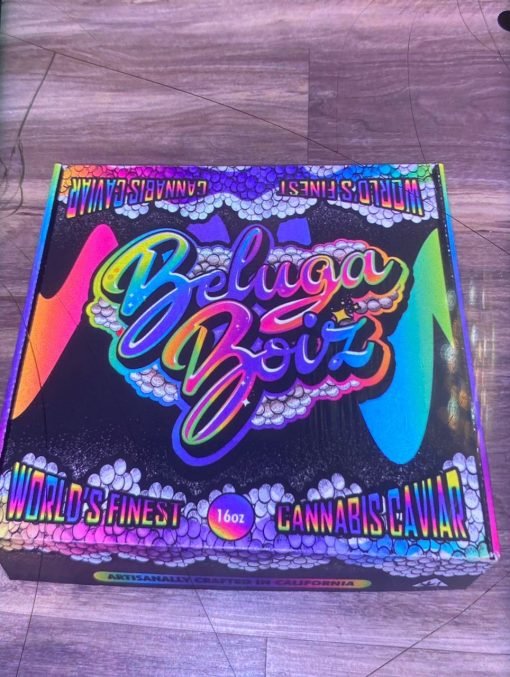 CANNABIS CAVIAR
WORLD'S FINEST
Beluga
Boiz
WORLD'S FINEST
16oz
CANNABIS CAVIAR
ARTISANALLY CRAFTED IN CALIFORNIA